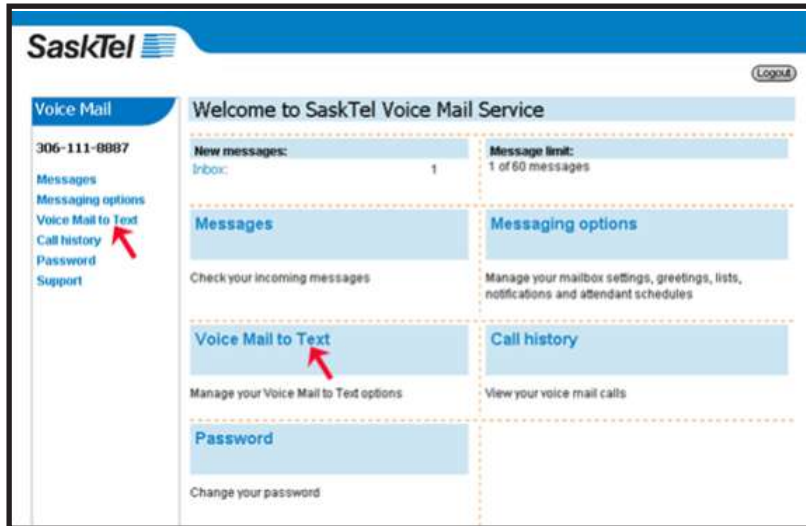 SaskTel
Logout
Voice Mail
306-111-8887
Messages
Messaging options
Voice Mail to Text
Call history
Password
Support
Welcome to SaskTel Voice Mail Service
New messages:
Inbox: 1
Message limit:
1 of 60 messages
Messages
Check your incoming messages
Messaging options
Manage your mailbox settings, greetings, lists,
notifications and attendant schedules
Voice Mail to Text
Manage your Voice Mail to Text options
Call history
View your voice mail calls
Password
Change your password